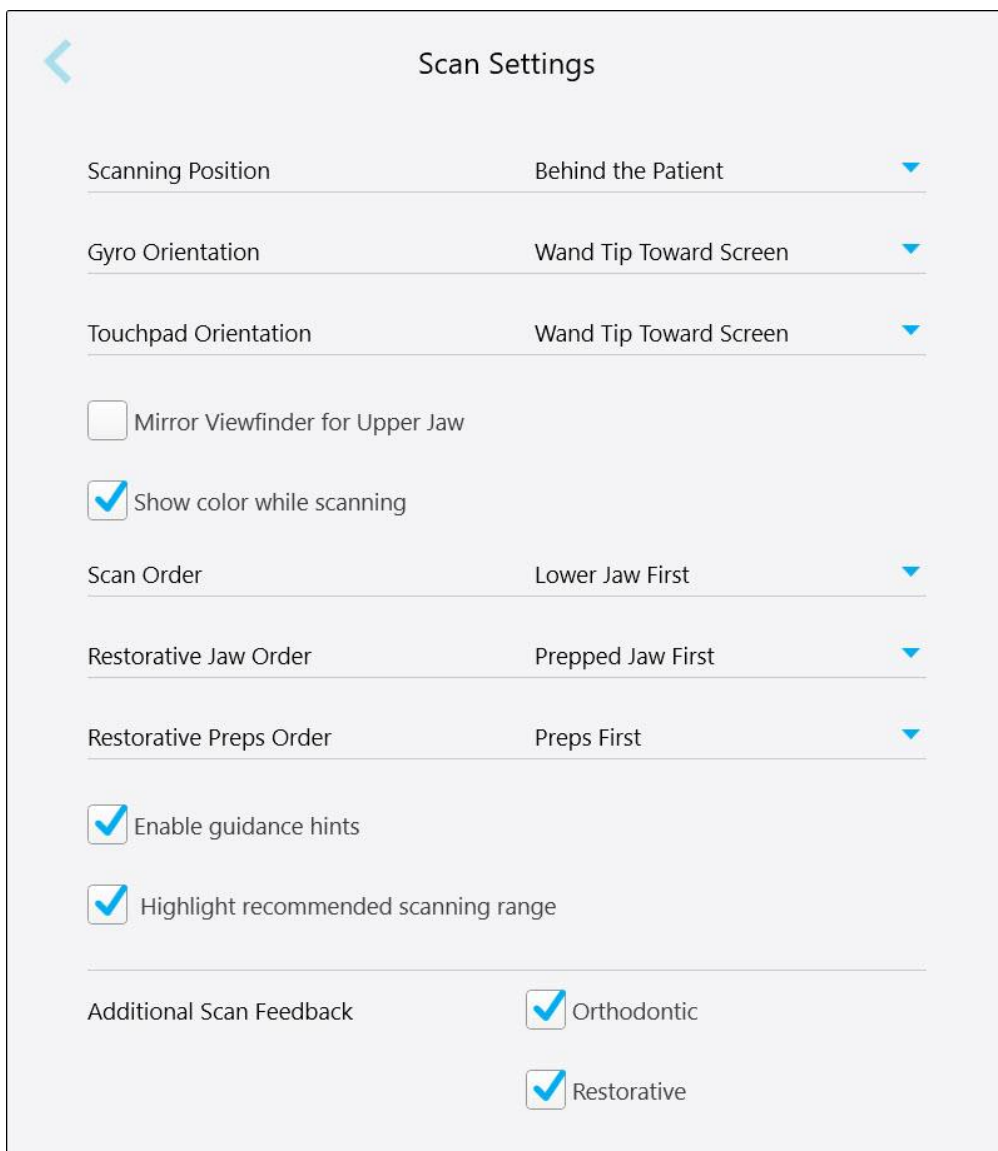 Scan Settings
Scanning Position Behind the Patient
Gyro Orientation Wand Tip Toward Screen
Touchpad Orientation Wand Tip Toward Screen
Mirror Viewfinder for Upper Jaw
Show color while scanning
Scan Order Lower Jaw First
Restorative Jaw Order Prepped Jaw First
Restorative Preps Order Preps First
Enable guidance hints
Highlight recommended scanning range
Additional Scan Feedback Orthodontic
Restorative